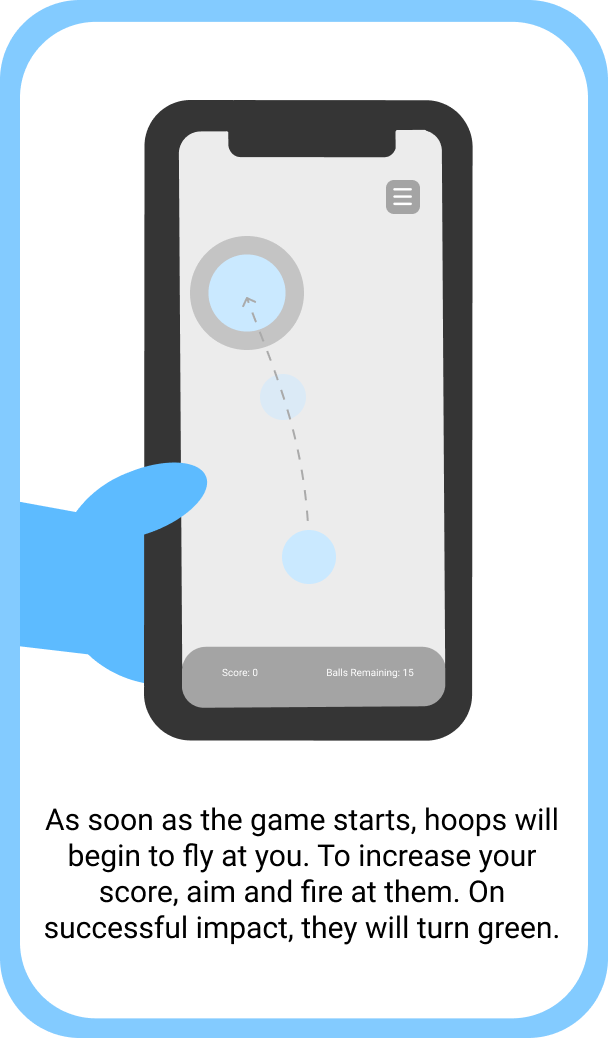 Score: 0
Balls Remaining: 15
As soon as the game starts, hoops will
begin to fly at you. To increase your
score, aim and fire at them. On
successful impact, they will turn green.